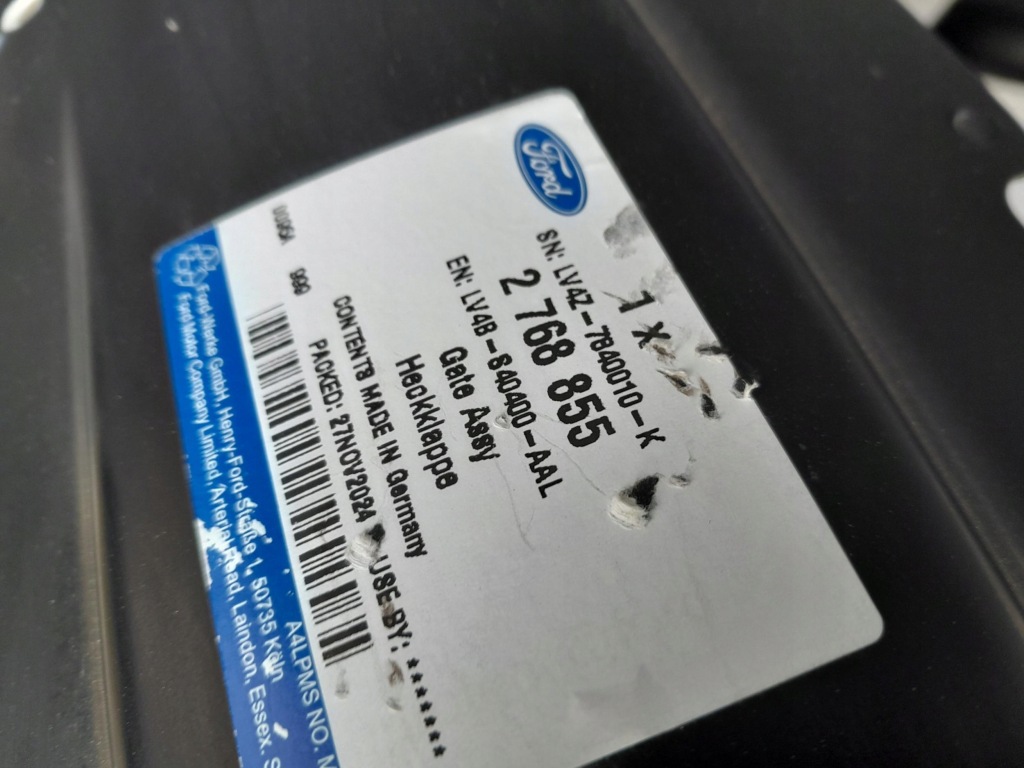 Ford
1 x
SN: LV4Z-7840010-K
2 768 855
EN: LV4B-S40400-AAL
Gate Assy
Heckklappe
CONTENTS MADE IN Germany
PACKED: 27NOV2024 USE BY: *******
999
Ford-Werke GmbH, Henry-Ford-Straße 1, 50735 Köln
Ford Motor Company Limited, Arterial Road, Laindon, Essex. S
A4LPMS NO. M